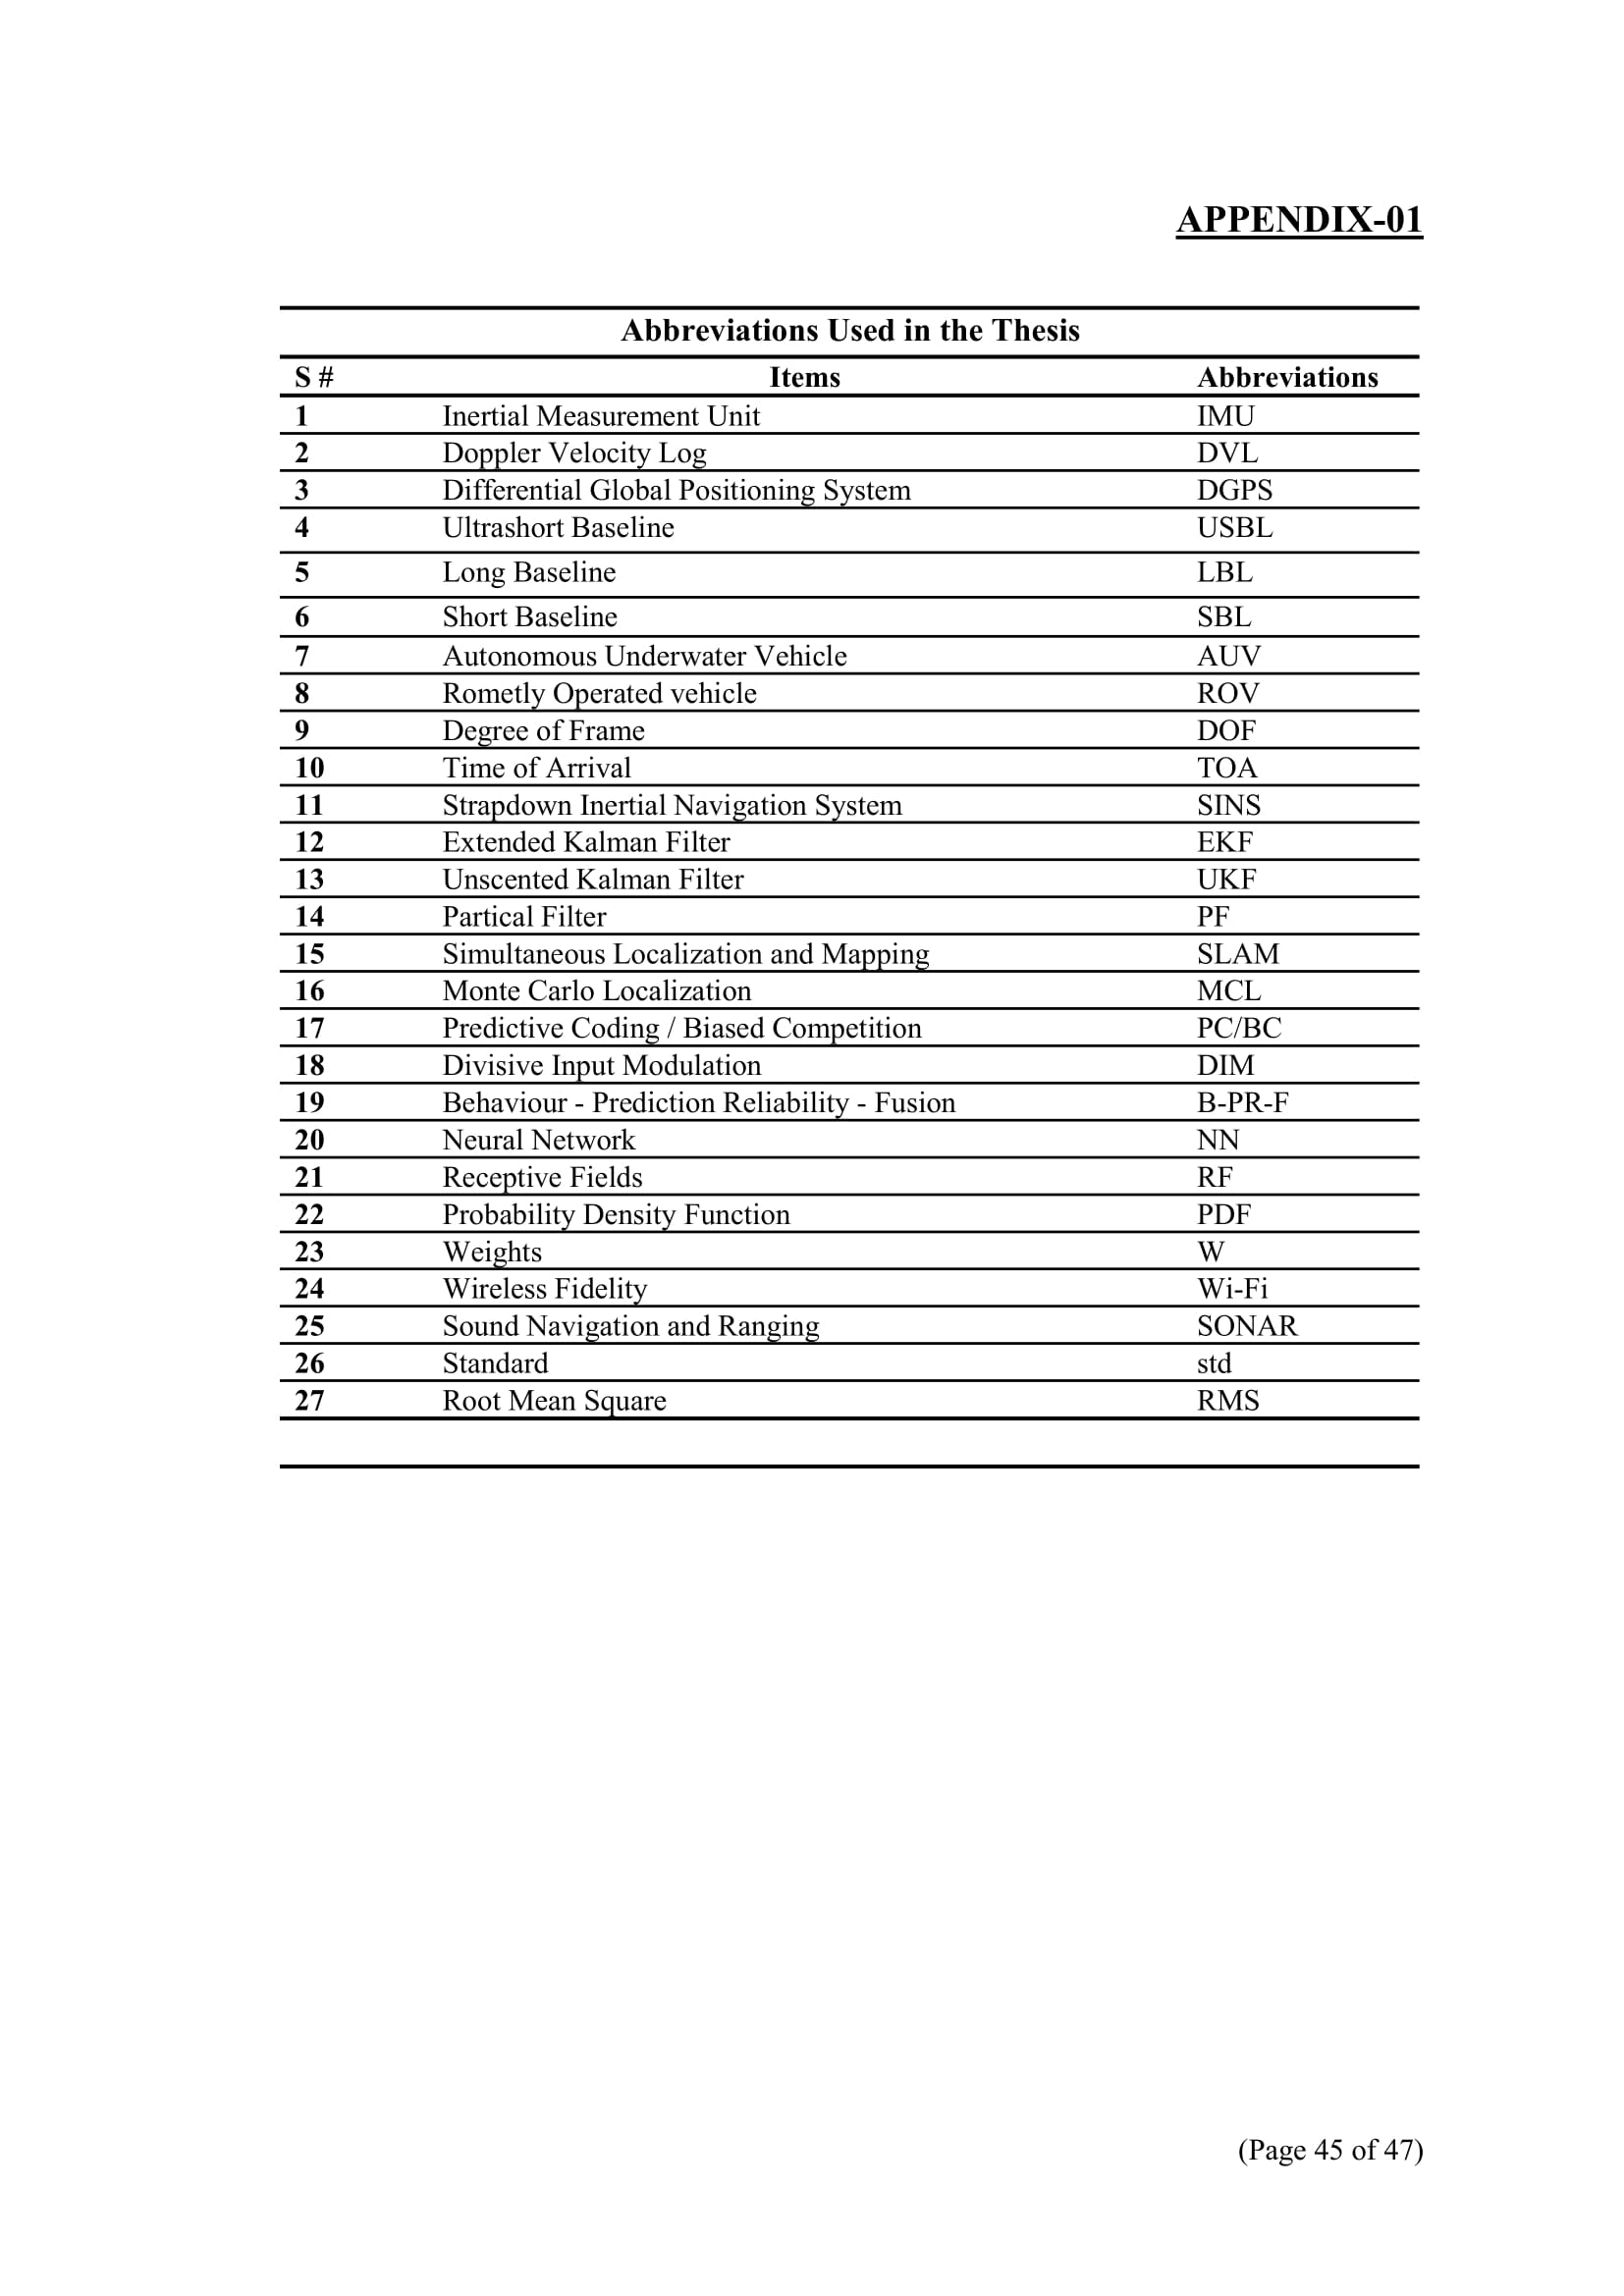 APPENDIX-01
Abbreviations Used in the Thesis
S # Items Abbreviations
1 Inertial Measurement Unit IMU
2 Doppler Velocity Log DVL
3 Differential Global Positioning System DGPS
4 Ultrashort Baseline USBL
5 Long Baseline LBL
6 Short Baseline SBL
7 Autonomous Underwater Vehicle AUV
8 Rometly Operated vehicle ROV
9 Degree of Frame DOF
10 Time of Arrival TOA
11 Strapdown Inertial Navigation System SINS
12 Extended Kalman Filter EKF
13 Unscented Kalman Filter UKF
14 Partical Filter PF
15 Simultaneous Localization and Mapping SLAM
16 Monte Carlo Localization MCL
17 Predictive Coding / Biased Competition PC/BC
18 Divisive Input Modulation DIM
19 Behaviour - Prediction Reliability - Fusion B-PR-F
20 Neural Network NN
21 Receptive Fields RF
22 Probability Density Function PDF
23 Weights W
24 Wireless Fidelity Wi-Fi
25 Sound Navigation and Ranging SONAR
26 Standard std
27 Root Mean Square RMS
(Page 45 of 47)